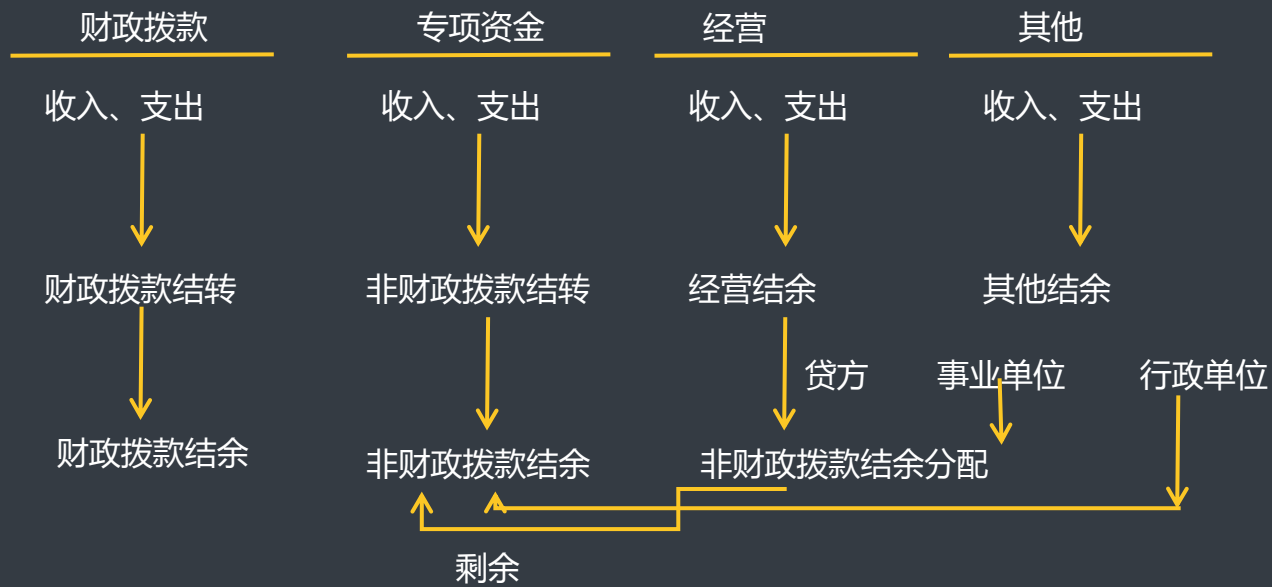 财政拨款
专项资金
经营
其他
收入、支出
收入、支出
收入、支出
收入、支出
财政拨款结转
非财政拨款结转
经营结余
其他结余
贷方
事业单位
行政单位
财政拨款结余
非财政拨款结余
非财政拨款结余分配
剩余